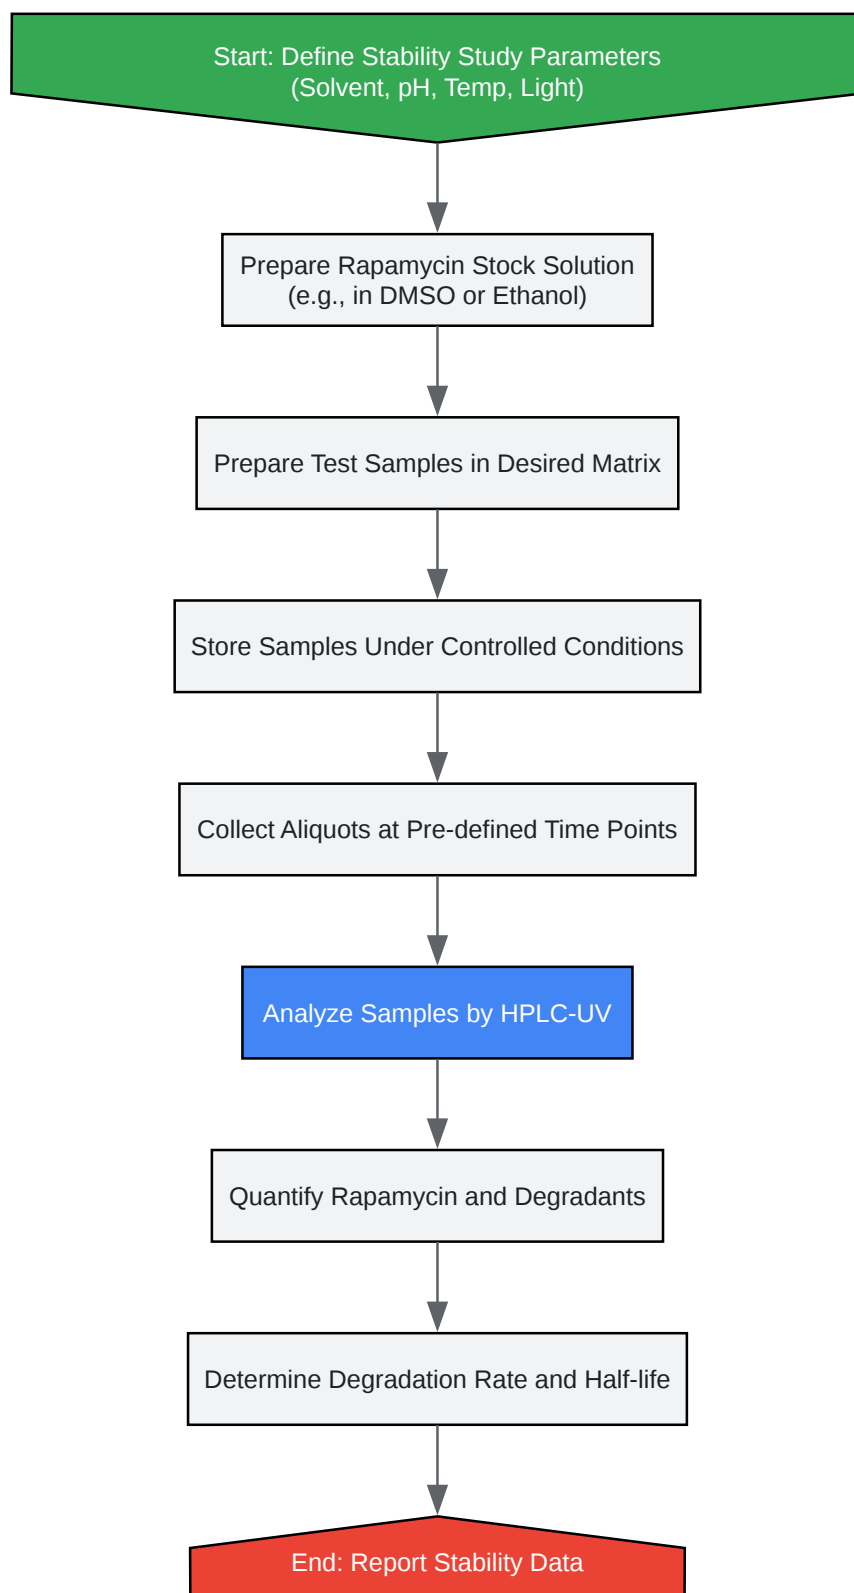 Start: Define Stability Study Parameters
(Solvent, pH, Temp, Light)
Prepare Rapamycin Stock Solution
(e.g., in DMSO or Ethanol)
Prepare Test Samples in Desired Matrix
Store Samples Under Controlled Conditions
Collect Aliquots at Pre-defined Time Points
Analyze Samples by HPLC-UV
Quantify Rapamycin and Degradants
Determine Degradation Rate and Half-life
End: Report Stability Data